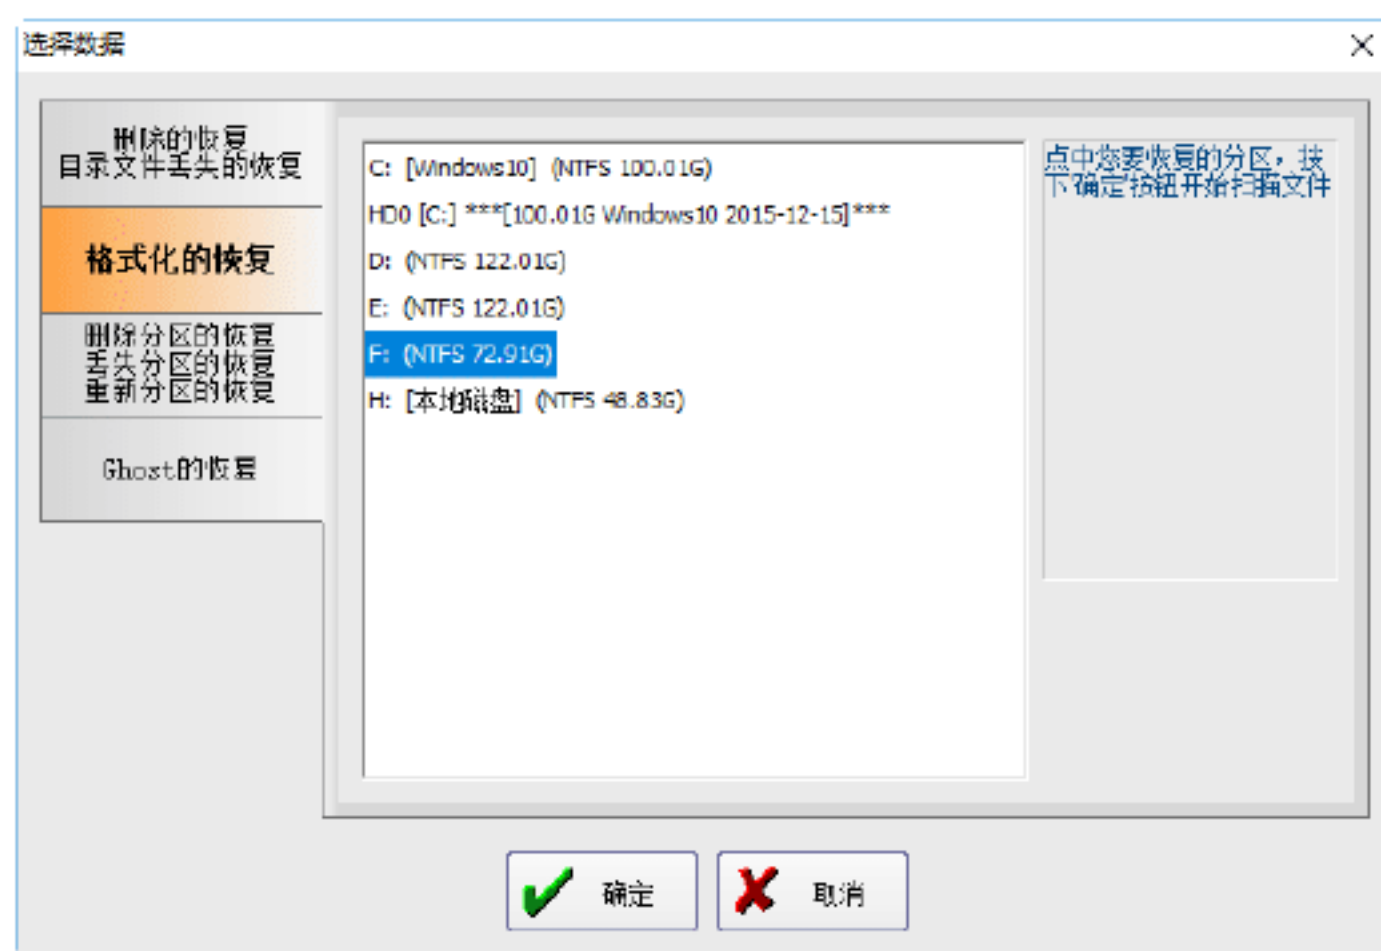 选择数据
删除的恢复
目录文件丢失的恢复
格式化的恢复
删除分区的恢复
丢失分区的恢复
重新分区的恢复
Ghost的恢复
C: [Windows10] (NTFS 100.01G)
HD0 [C:] ***[100.01G Windows10 2015-12-15]***
D: (NTFS 122.01G)
E: (NTFS 122.01G)
F: (NTFS 72.91G)
H: [本地磁盘] (NTFS 48.83G)
点中您要恢复的分区，按
下'确定'按钮开始扫描文件
确定
取消